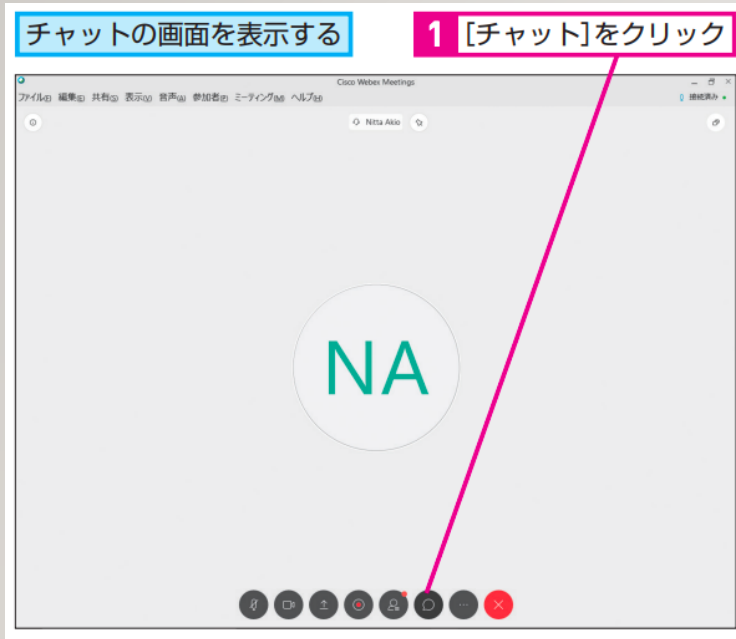 チャットの画面を表示する
1 [チャット]をクリック
Cisco Webex Meetings
ファイル(F) 編集(E) 共有(S) 表示(V) 音声(A) 参加者(P) ミーティング(M) ヘルプ(H)
接続済み
Nitta Akio
NA